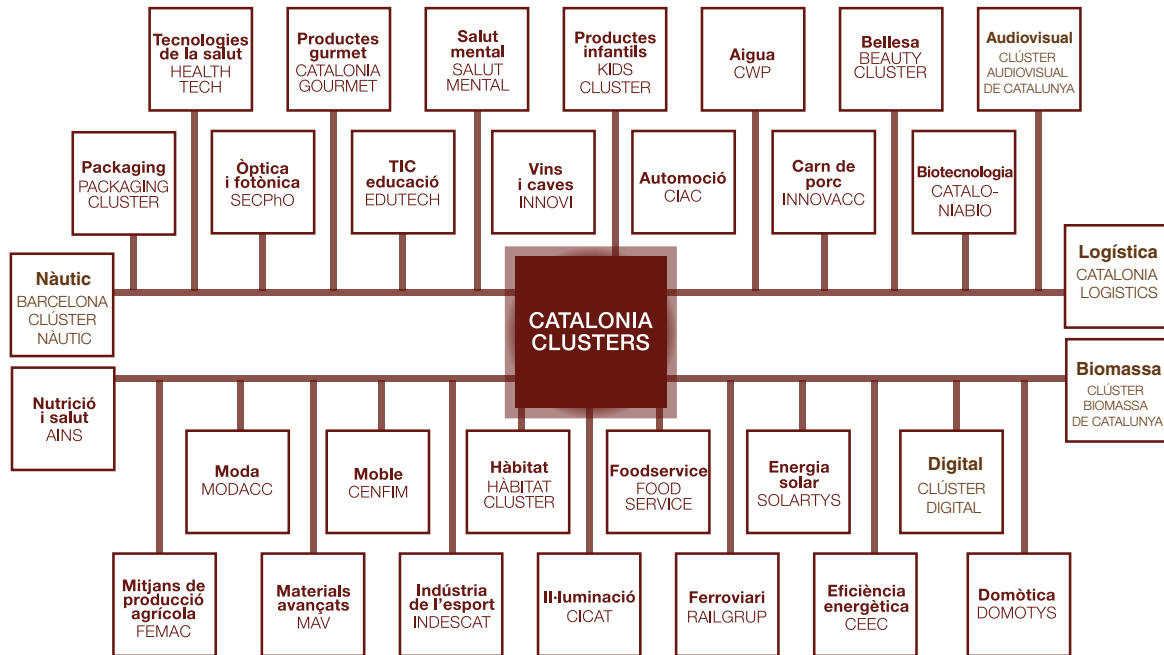 Tecnologies
de la salut
HEALTH
TECH
Productes
gurmet
CATALONIA
GOURMET
Salut
mental
SALUT
MENTAL
Productes
infantils
KIDS
CLUSTER
Aigua
CWP
Bellesa
BEAUTY
CLUSTER
Audiovisual
CLÚSTER
AUDIOVISUAL
DE CATALUNYA
Packaging
PACKAGING
CLUSTER
Òptica
i fotònica
SECPhO
TIC
educació
EDUTECH
Vins
i caves
INNOVI
Automoció
CIAC
Carn de
porc
INNOVACC
Biotecnologia
CATALO-
NIABIO
Nàutic
BARCELONA
CLÚSTER
NÀUTIC
CATALONIA
CLUSTERS
Logística
CATALONIA
LOGISTICS
Nutrició
i salut
AINS
Biomassa
CLÚSTER
BIOMASSA
DE CATALUNYA
Moda
MODACC
Moble
CENFIM
Hàbitat
HÀBITAT
CLUSTER
Foodservice
FOOD
SERVICE
Energia
solar
SOLARTYS
Digital
CLÚSTER
DIGITAL
Mitjans de
producció
agrícola
FEMAC
Materials
avançats
MAV
Indústria
de l'esport
INDESCAT
Il·luminació
CICAT
Ferroviari
RAILGRUP
Eficiència
energètica
CEEC
Domòtica
DOMOTYS